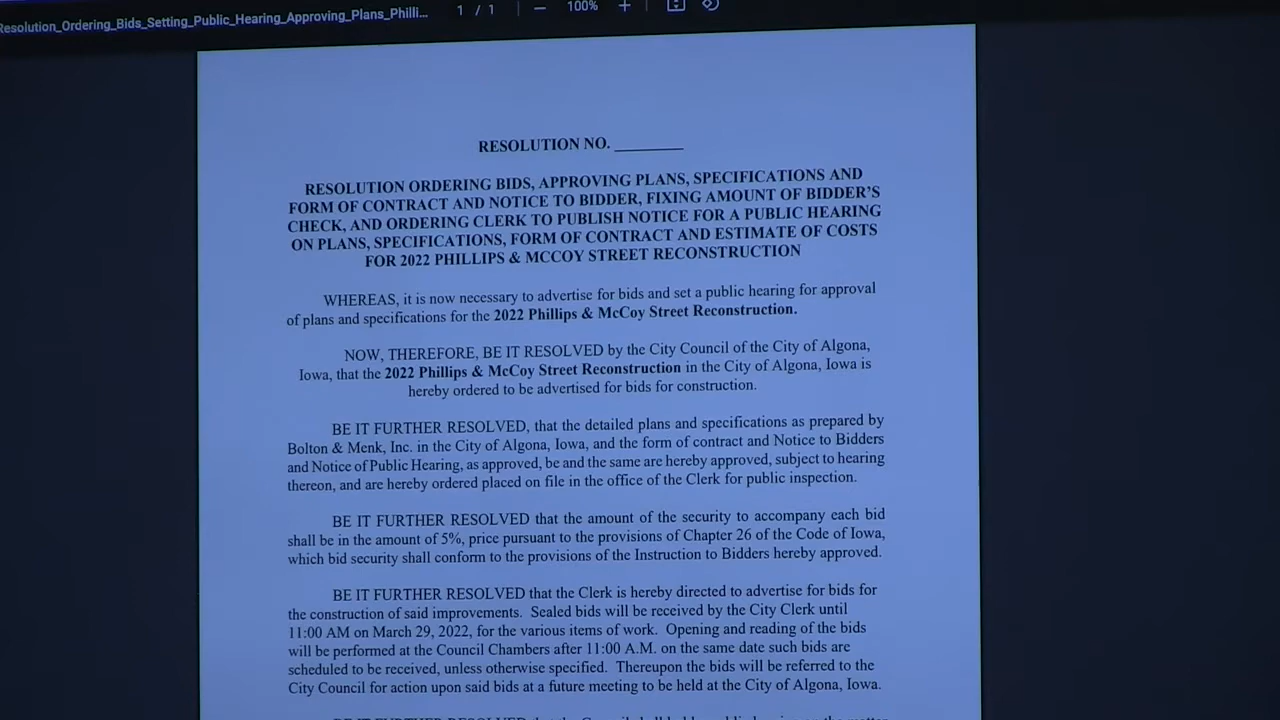 Resolution_Ordering_Bids_Setting_Public_Hearing_Approving_Plans_Philli...
1 / 1
100%
RESOLUTION NO. ________
RESOLUTION ORDERING BIDS, APPROVING PLANS, SPECIFICATIONS AND
FORM OF CONTRACT AND NOTICE TO BIDDER, FIXING AMOUNT OF BIDDER'S
CHECK, AND ORDERING CLERK TO PUBLISH NOTICE FOR A PUBLIC HEARING
ON PLANS, SPECIFICATIONS, FORM OF CONTRACT AND ESTIMATE OF COSTS
FOR 2022 PHILLIPS & MCCOY STREET RECONSTRUCTION
WHEREAS, it is now necessary to advertise for bids and set a public hearing for approval
of plans and specifications for the 2022 Phillips & McCoy Street Reconstruction.
NOW, THEREFORE, BE IT RESOLVED by the City Council of the City of Algona,
Iowa, that the 2022 Phillips & McCoy Street Reconstruction in the City of Algona, Iowa is
hereby ordered to be advertised for bids for construction.
BE IT FURTHER RESOLVED, that the detailed plans and specifications as prepared by
Bolton & Menk, Inc. in the City of Algona, Iowa, and the form of contract and Notice to Bidders
and Notice of Public Hearing, as approved, be and the same are hereby approved, subject to hearing
thereon, and are hereby ordered placed on file in the office of the Clerk for public inspection.
BE IT FURTHER RESOLVED that the amount of the security to accompany each bid
shall be in the amount of 5%, price pursuant to the provisions of Chapter 26 of the Code of Iowa,
which bid security shall conform to the provisions of the Instruction to Bidders hereby approved.
BE IT FURTHER RESOLVED that the Clerk is hereby directed to advertise for bids for
the construction of said improvements. Sealed bids will be received by the City Clerk until
11:00 AM on March 29, 2022, for the various items of work. Opening and reading of the bids
will be performed at the Council Chambers after 11:00 A.M. on the same date such bids are
scheduled to be received, unless otherwise specified. Thereupon the bids will be referred to the
City Council for action upon said bids at a future meeting to be held at the City of Algona, Iowa.